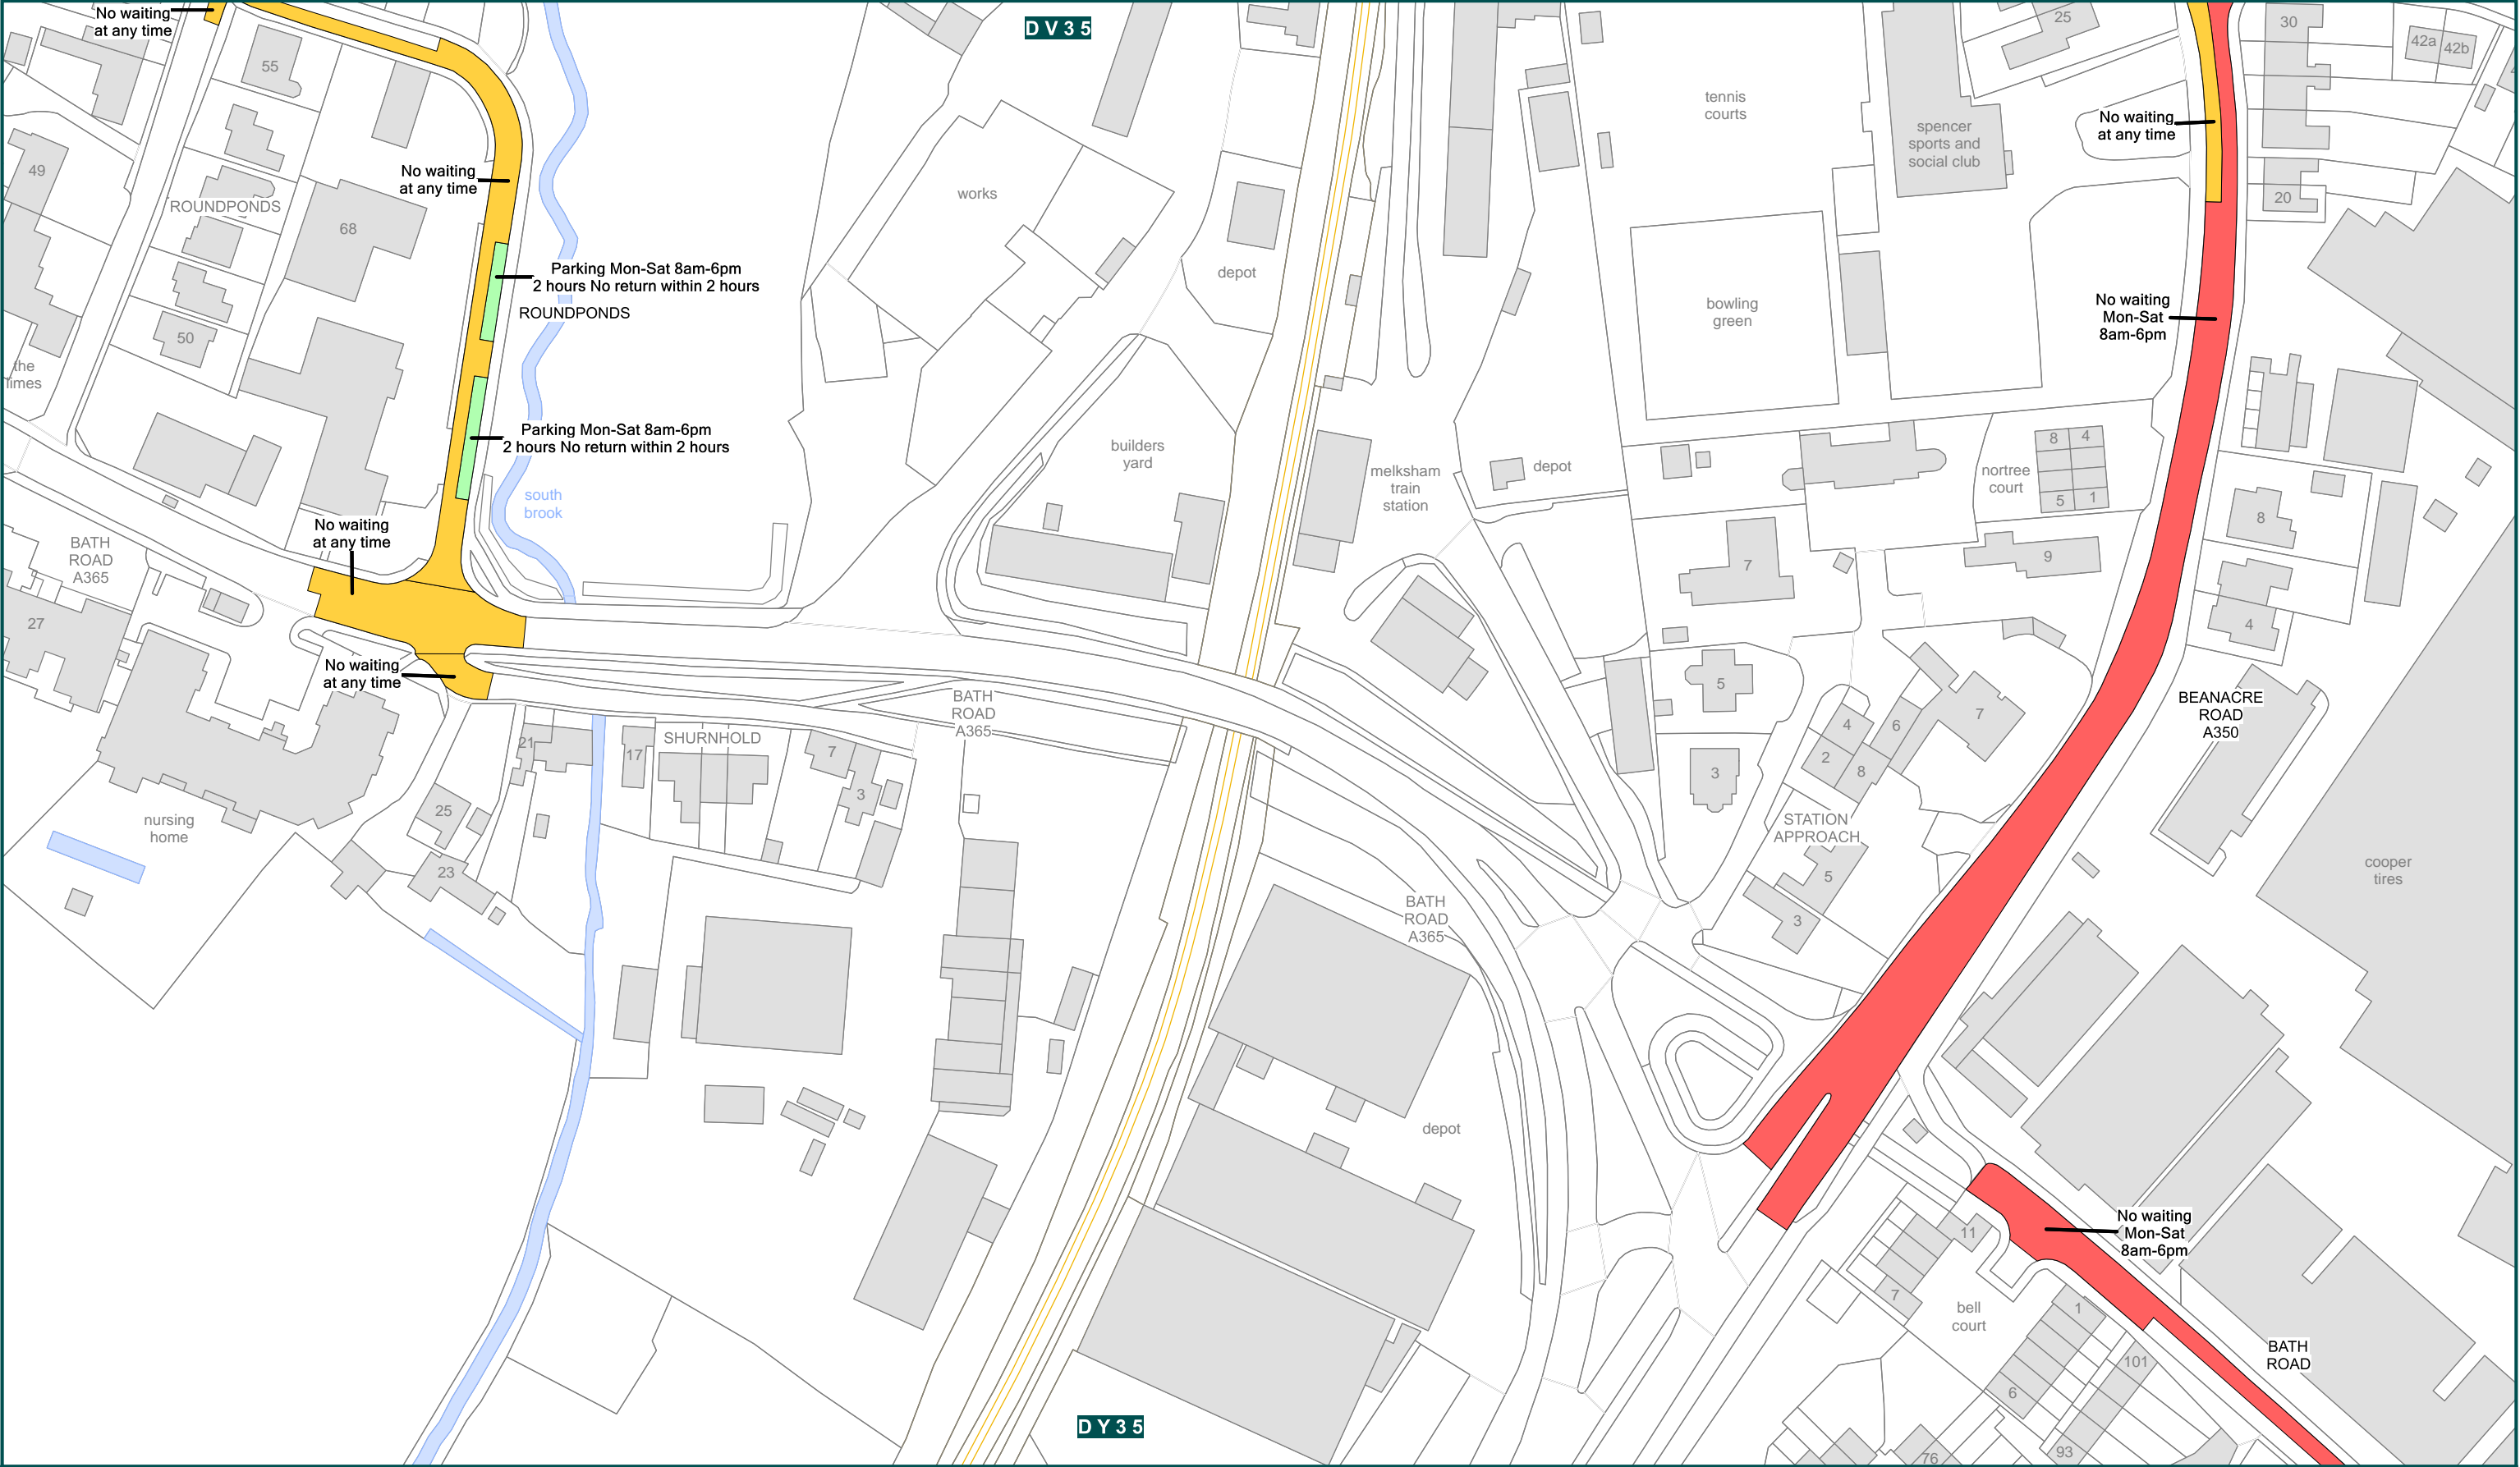 No waiting
at any time
DV35
55
49
ROUNDPONDS
68
50
the
limes
No waiting
at any time
Parking Mon-Sat 8am-6pm
2 hours No return within 2 hours
ROUNDPONDS
Parking Mon-Sat 8am-6pm
2 hours No return within 2 hours
south
brook
No waiting
at any time
BATH
ROAD
A365
27
No waiting
at any time
nursing
home
works
depot
builders
yard
melksham
train
station
depot
tennis
courts
spencer
sports and
social club
bowling
green
25
30
42a
42b
No waiting
at any time
20
No waiting
Mon-Sat
8am-6pm
nortree
court
8
4
5
1
9
8
4
7
5
3
4
2
6
8
7
STATION
APPROACH
5
3
BEANACRE
ROAD
A350
cooper
tires
BATH
ROAD
A365
SHURNHOLD
21
17
7
3
25
23
BATH
ROAD
A365
depot
No waiting
Mon-Sat
8am-6pm
11
7
bell
court
1
6
101
93
76
BATH
ROAD
DY35